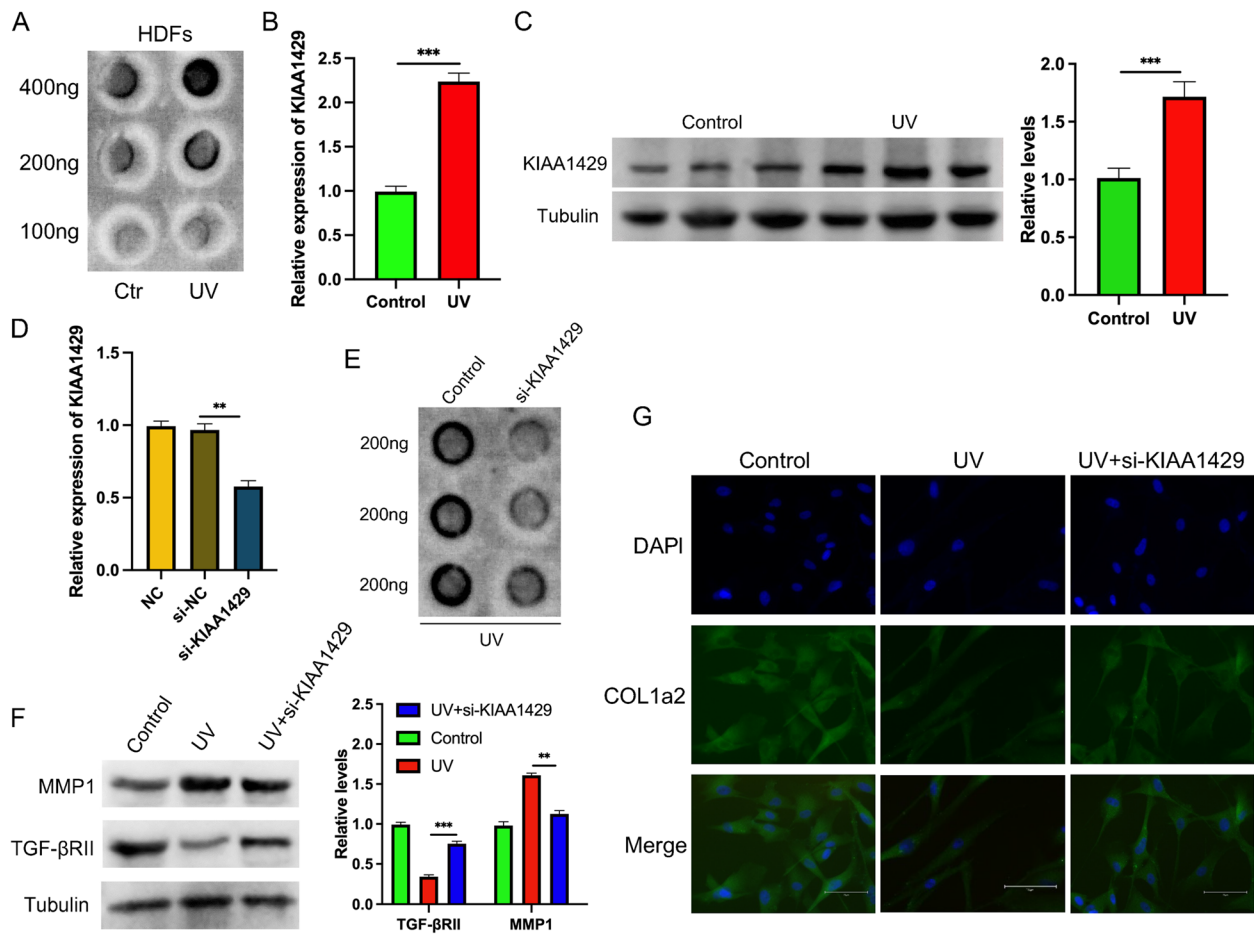 A
HDFs
400ng
200ng
100ng
Ctr
UV
B
Relative expression of KIAA1429
2.5
2.0
1.5
1.0
0.5
0.0
***
Control
UV
C
Control
UV
KIAA1429
Tubulin
Relative levels
2.0
1.5
1.0
0.5
0.0
***
Control
UV
D
Relative expression of KIAA1429
1.5
1.0
0.5
0.0
**
NC
si-NC
si-KIAA1429
E
Control
si-KIAA1429
200ng
200ng
200ng
UV
F
Control
UV
UV+si-KIAA1429
MMP1
TGF-βRII
Tubulin
Relative levels
2.5
2.0
1.5
1.0
0.5
0.0
UV+si-KIAA1429
Control
UV
***
**
TGF-βRII
MMP1
G
Control
UV
UV+si-KIAA1429
DAPI
COL1a2
Merge